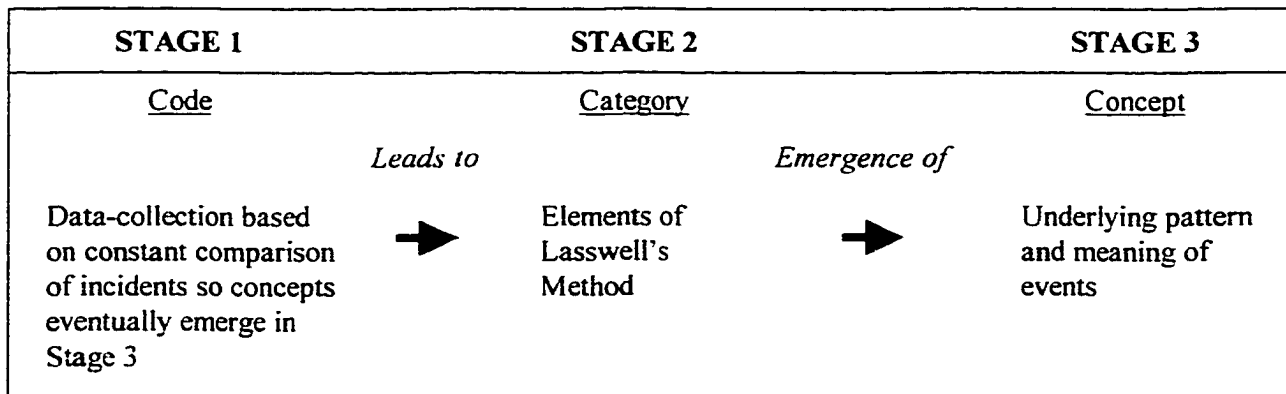 STAGE 1 STAGE 2 STAGE 3
Code Category Concept
Leads to Emergence of
Data-collection based
on constant comparison
of incidents so concepts
eventually emerge in
Stage 3
Elements of
Lasswell's
Method
Underlying pattern
and meaning of
events